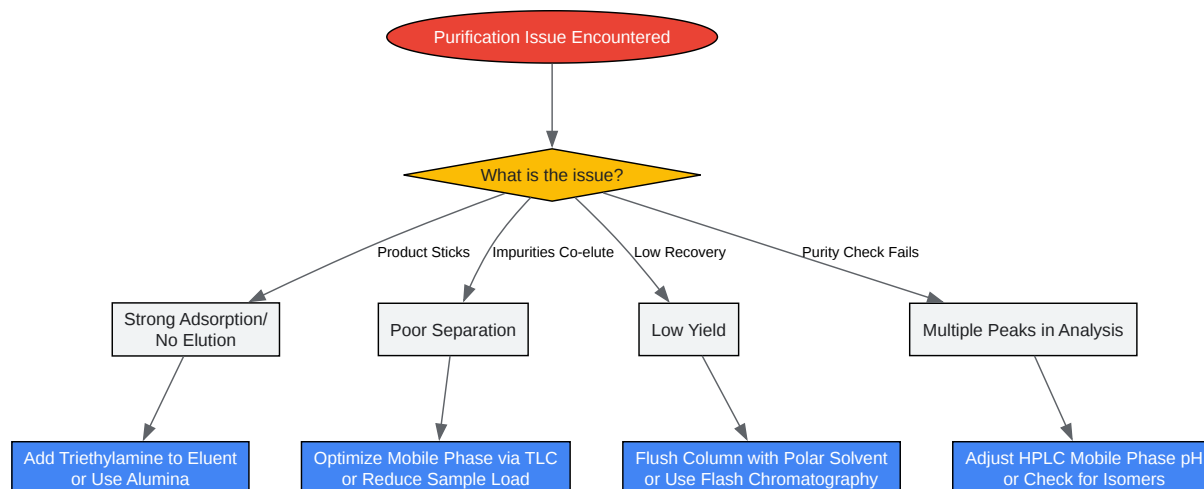 Purification Issue Encountered
What is the issue?
Product Sticks
Impurities Co-elute
Low Recovery
Purity Check Fails
Strong Adsorption/
No Elution
Poor Separation
Low Yield
Multiple Peaks in Analysis
Add Triethylamine to Eluent
or Use Alumina
Optimize Mobile Phase via TLC
or Reduce Sample Load
Flush Column with Polar Solvent
or Use Flash Chromatography
Adjust HPLC Mobile Phase pH
or Check for Isomers